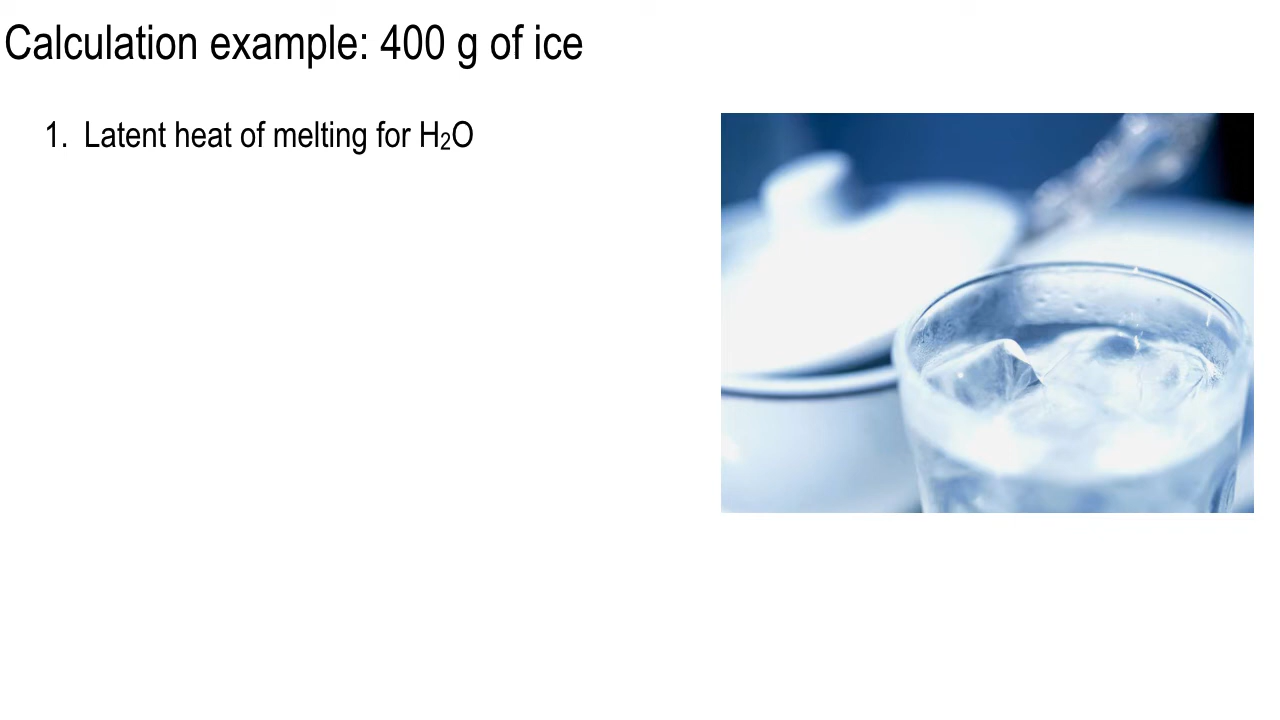 Calculation example: 400 g of ice
1. Latent heat of melting for H₂O